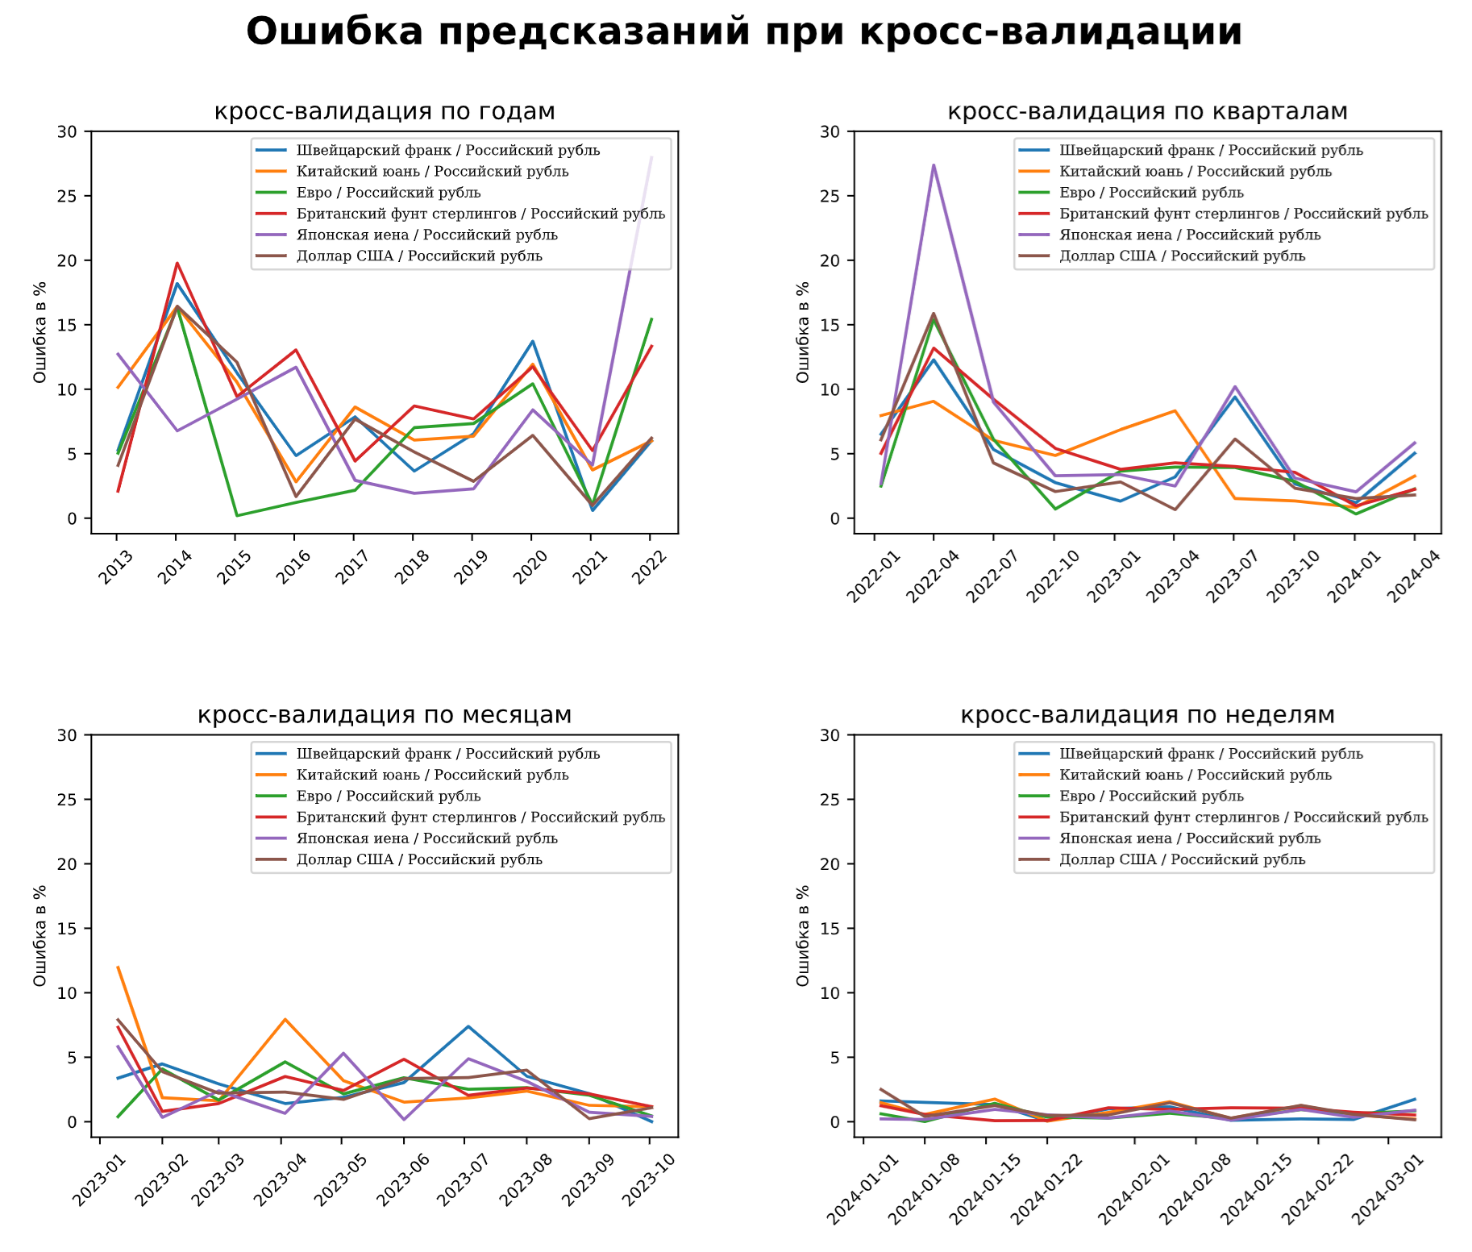 Ошибка предсказаний при кросс-валидации
кросс-валидация по годам
Ошибка в %
30
25
20
15
10
5
0
Швейцарский франк / Российский рубль
Китайский юань / Российский рубль
Евро / Российский рубль
Британский фунт стерлингов / Российский рубль
Японская иена / Российский рубль
Доллар США / Российский рубль
2013
2014
2015
2016
2017
2018
2019
2020
2021
2022
кросс-валидация по кварталам
Ошибка в %
30
25
20
15
10
5
0
Швейцарский франк / Российский рубль
Китайский юань / Российский рубль
Евро / Российский рубль
Британский фунт стерлингов / Российский рубль
Японская иена / Российский рубль
Доллар США / Российский рубль
2022-01
2022-04
2022-07
2022-10
2023-01
2023-04
2023-07
2023-10
2024-01
2024-04
кросс-валидация по месяцам
Ошибка в %
30
25
20
15
10
5
0
Швейцарский франк / Российский рубль
Китайский юань / Российский рубль
Евро / Российский рубль
Британский фунт стерлингов / Российский рубль
Японская иена / Российский рубль
Доллар США / Российский рубль
2023-01
2023-02
2023-03
2023-04
2023-05
2023-06
2023-07
2023-08
2023-09
2023-10
кросс-валидация по неделям
Ошибка в %
30
25
20
15
10
5
0
Швейцарский франк / Российский рубль
Китайский юань / Российский рубль
Евро / Российский рубль
Британский фунт стерлингов / Российский рубль
Японская иена / Российский рубль
Доллар США / Российский рубль
2024-01-01
2024-01-08
2024-01-15
2024-01-22
2024-02-01
2024-02-08
2024-02-15
2024-02-22
2024-03-01